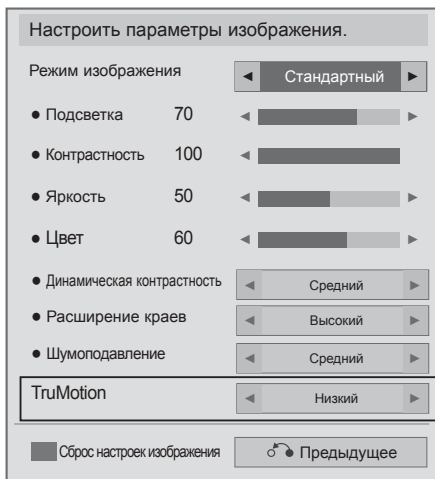 Настроить параметры изображения.
Режим изображения ◄ Стандартный ►
● Подсветка 70 ◄ ►
● Контрастность 100 ◄
● Яркость 50 ◄ ►
● Цвет 60 ◄ ►
● Динамическая контрастность ◄ Средний ►
● Расширение краев ◄ Высокий ►
● Шумоподавление ◄ Средний ►
TruMotion ◄ Низкий ►
Сброс настроек изображения Предыдущее